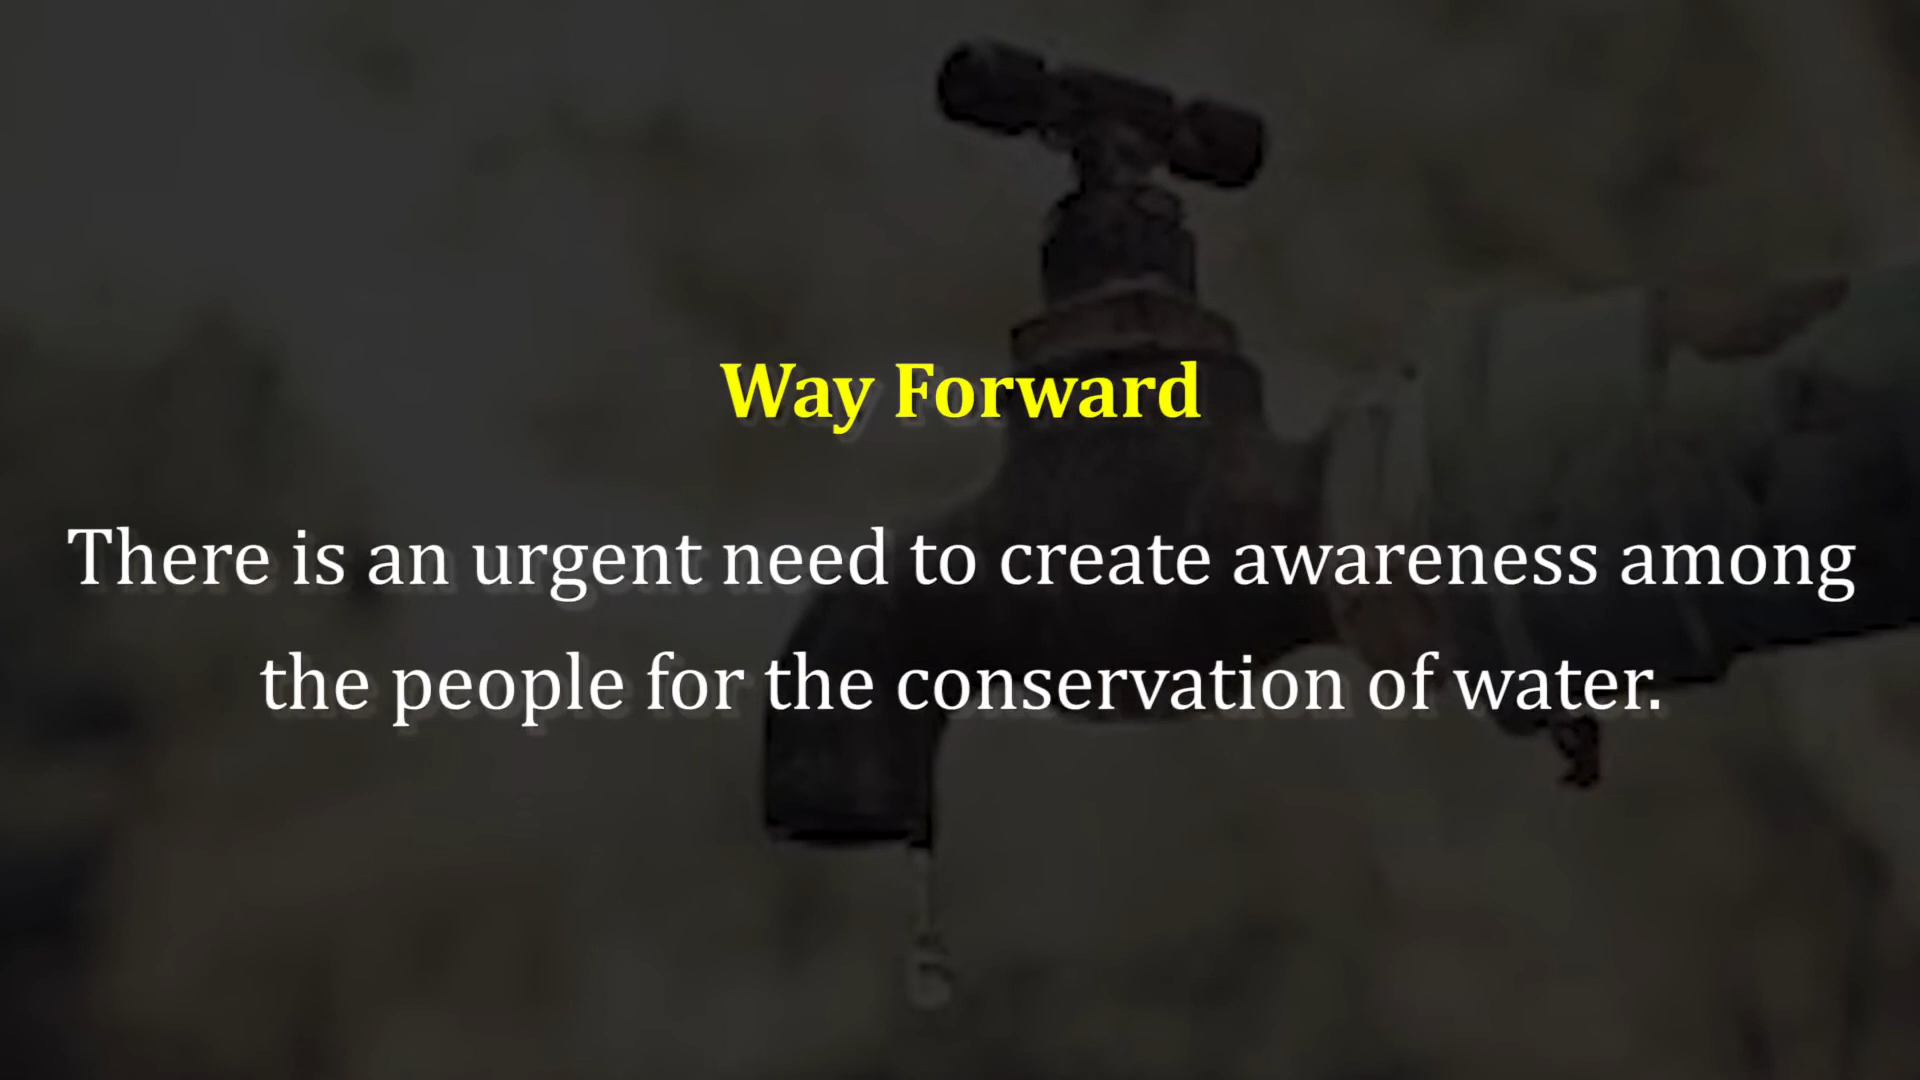 Way Forward
There is an urgent need to create awareness among
the people for the conservation of water.